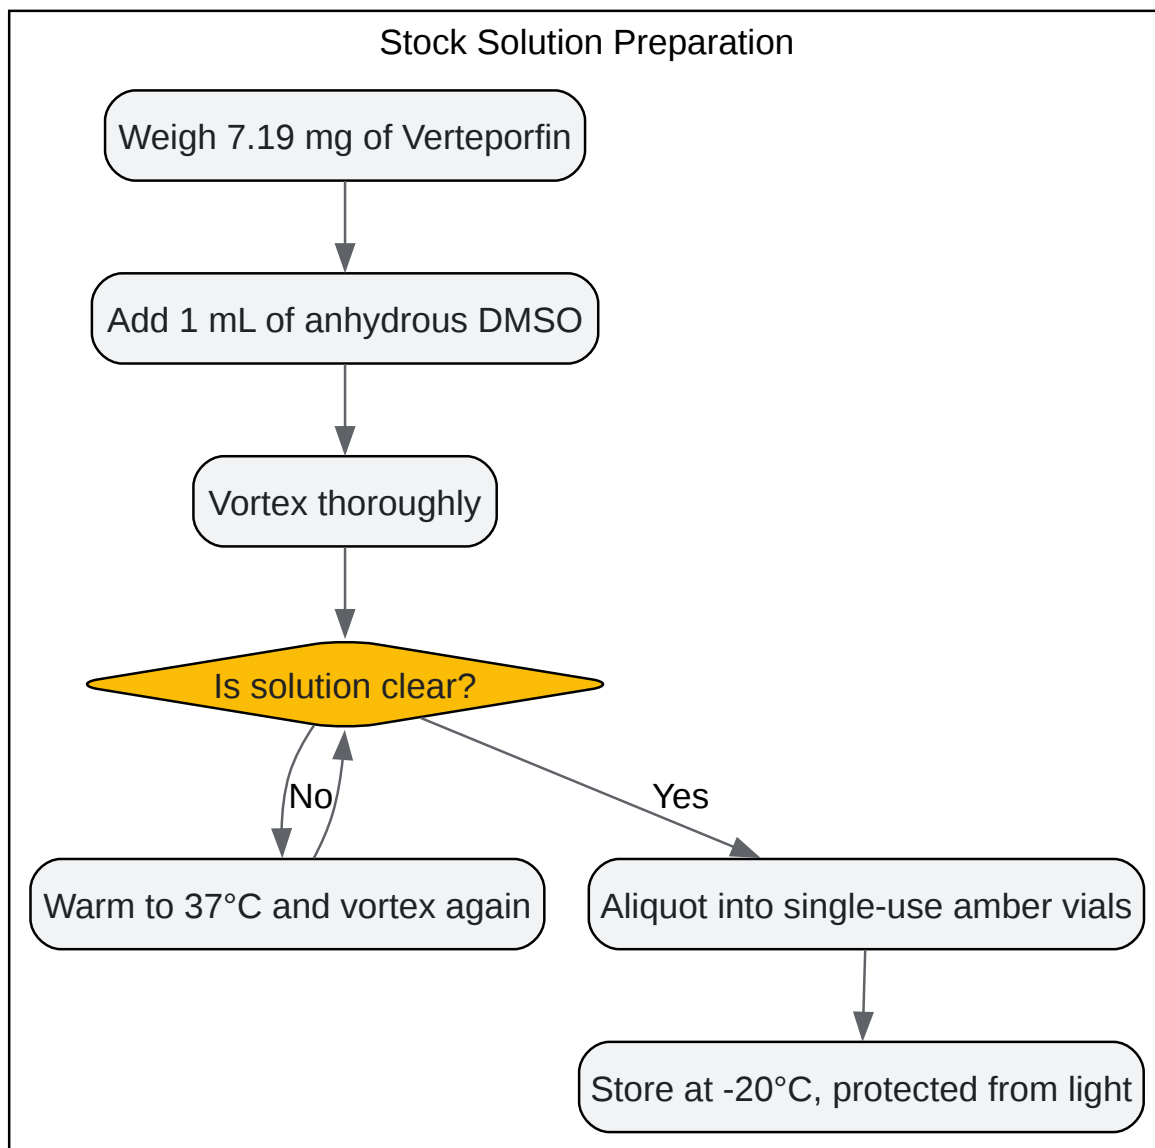 Stock Solution Preparation
Weigh 7.19 mg of Verteporfin
Add 1 mL of anhydrous DMSO
Vortex thoroughly
Is solution clear?
No
Yes
Warm to 37°C and vortex again
Aliquot into single-use amber vials
Store at -20°C, protected from light